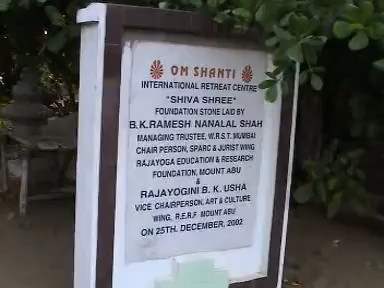 OM SHANTI
INTERNATIONAL RETREAT CENTRE
"SHIVA SHREE"
FOUNDATION STONE LAID BY
B.K.RAMESH NANALAL SHAH
MANAGING TRUSTEE, W.R.S.T. MUMBAI
CHAIR PERSON, SPARC & JURIST WING
RAJAYOGA EDUCATION & RESEARCH
FOUNDATION, MOUNT ABU
&
RAJAYOGINI B. K. USHA
VICE CHAIRPERSON, ART & CULTURE
WING, R.E.R.F MOUNT ABU
ON 25TH. DECEMBER, 2002